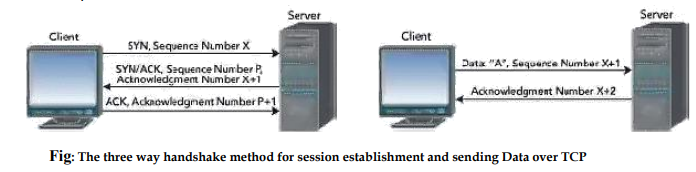 Client
Server
SYN, Sequence Number X
SYN/ACK, Sequence Number P,
Acknowledgment Number X+1
ACK, Acknowledgment Number P+1
Client
Server
Data: "A", Sequence Number X+1
Acknowledgment Number X+2
Fig: The three way handshake method for session establishment and sending Data over TCP